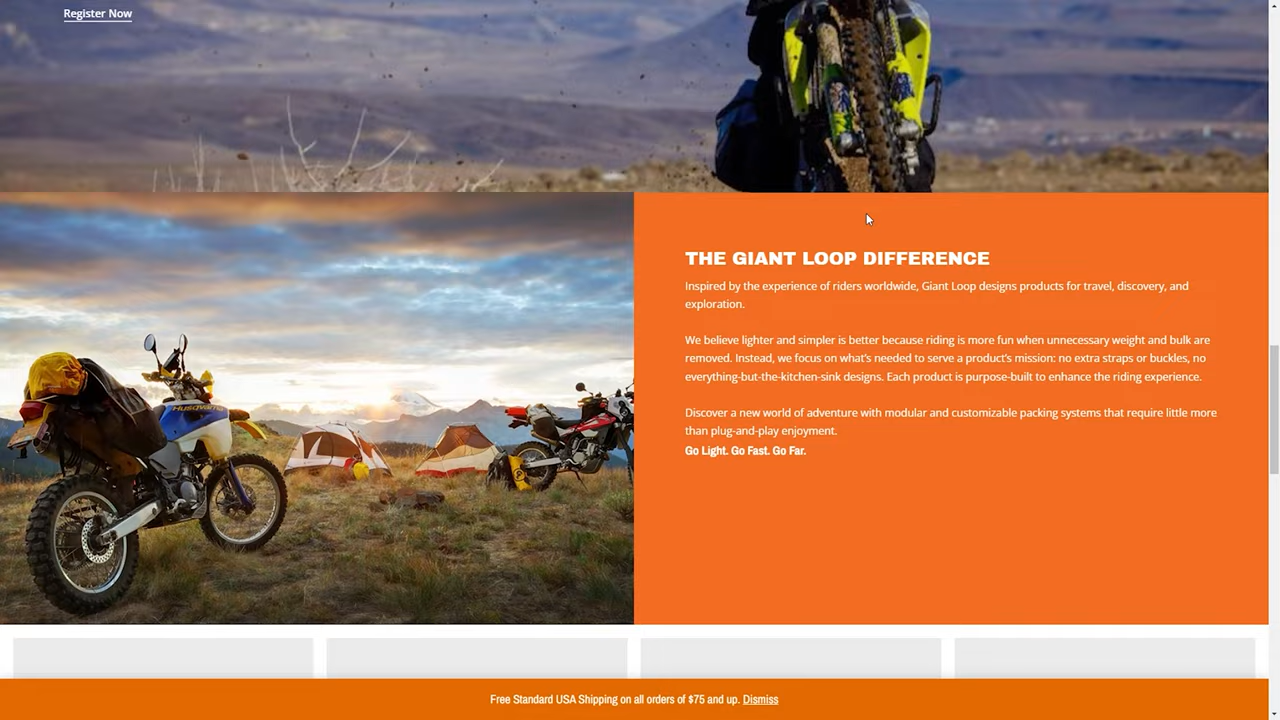 Register Now
HUSQVARNA
THE GIANT LOOP DIFFERENCE
Inspired by the experience of riders worldwide, Giant Loop designs products for travel, discovery, and
exploration.
We believe lighter and simpler is better because riding is more fun when unnecessary weight and bulk are
removed. Instead, we focus on what's needed to serve a product's mission: no extra straps or buckles, no
everything-but-the-kitchen-sink designs. Each product is purpose-built to enhance the riding experience.
Discover a new world of adventure with modular and customizable packing systems that require little more
than plug-and-play enjoyment.
Go Light. Go Fast. Go Far.
Free Standard USA Shipping on all orders of $75 and up. Dismiss